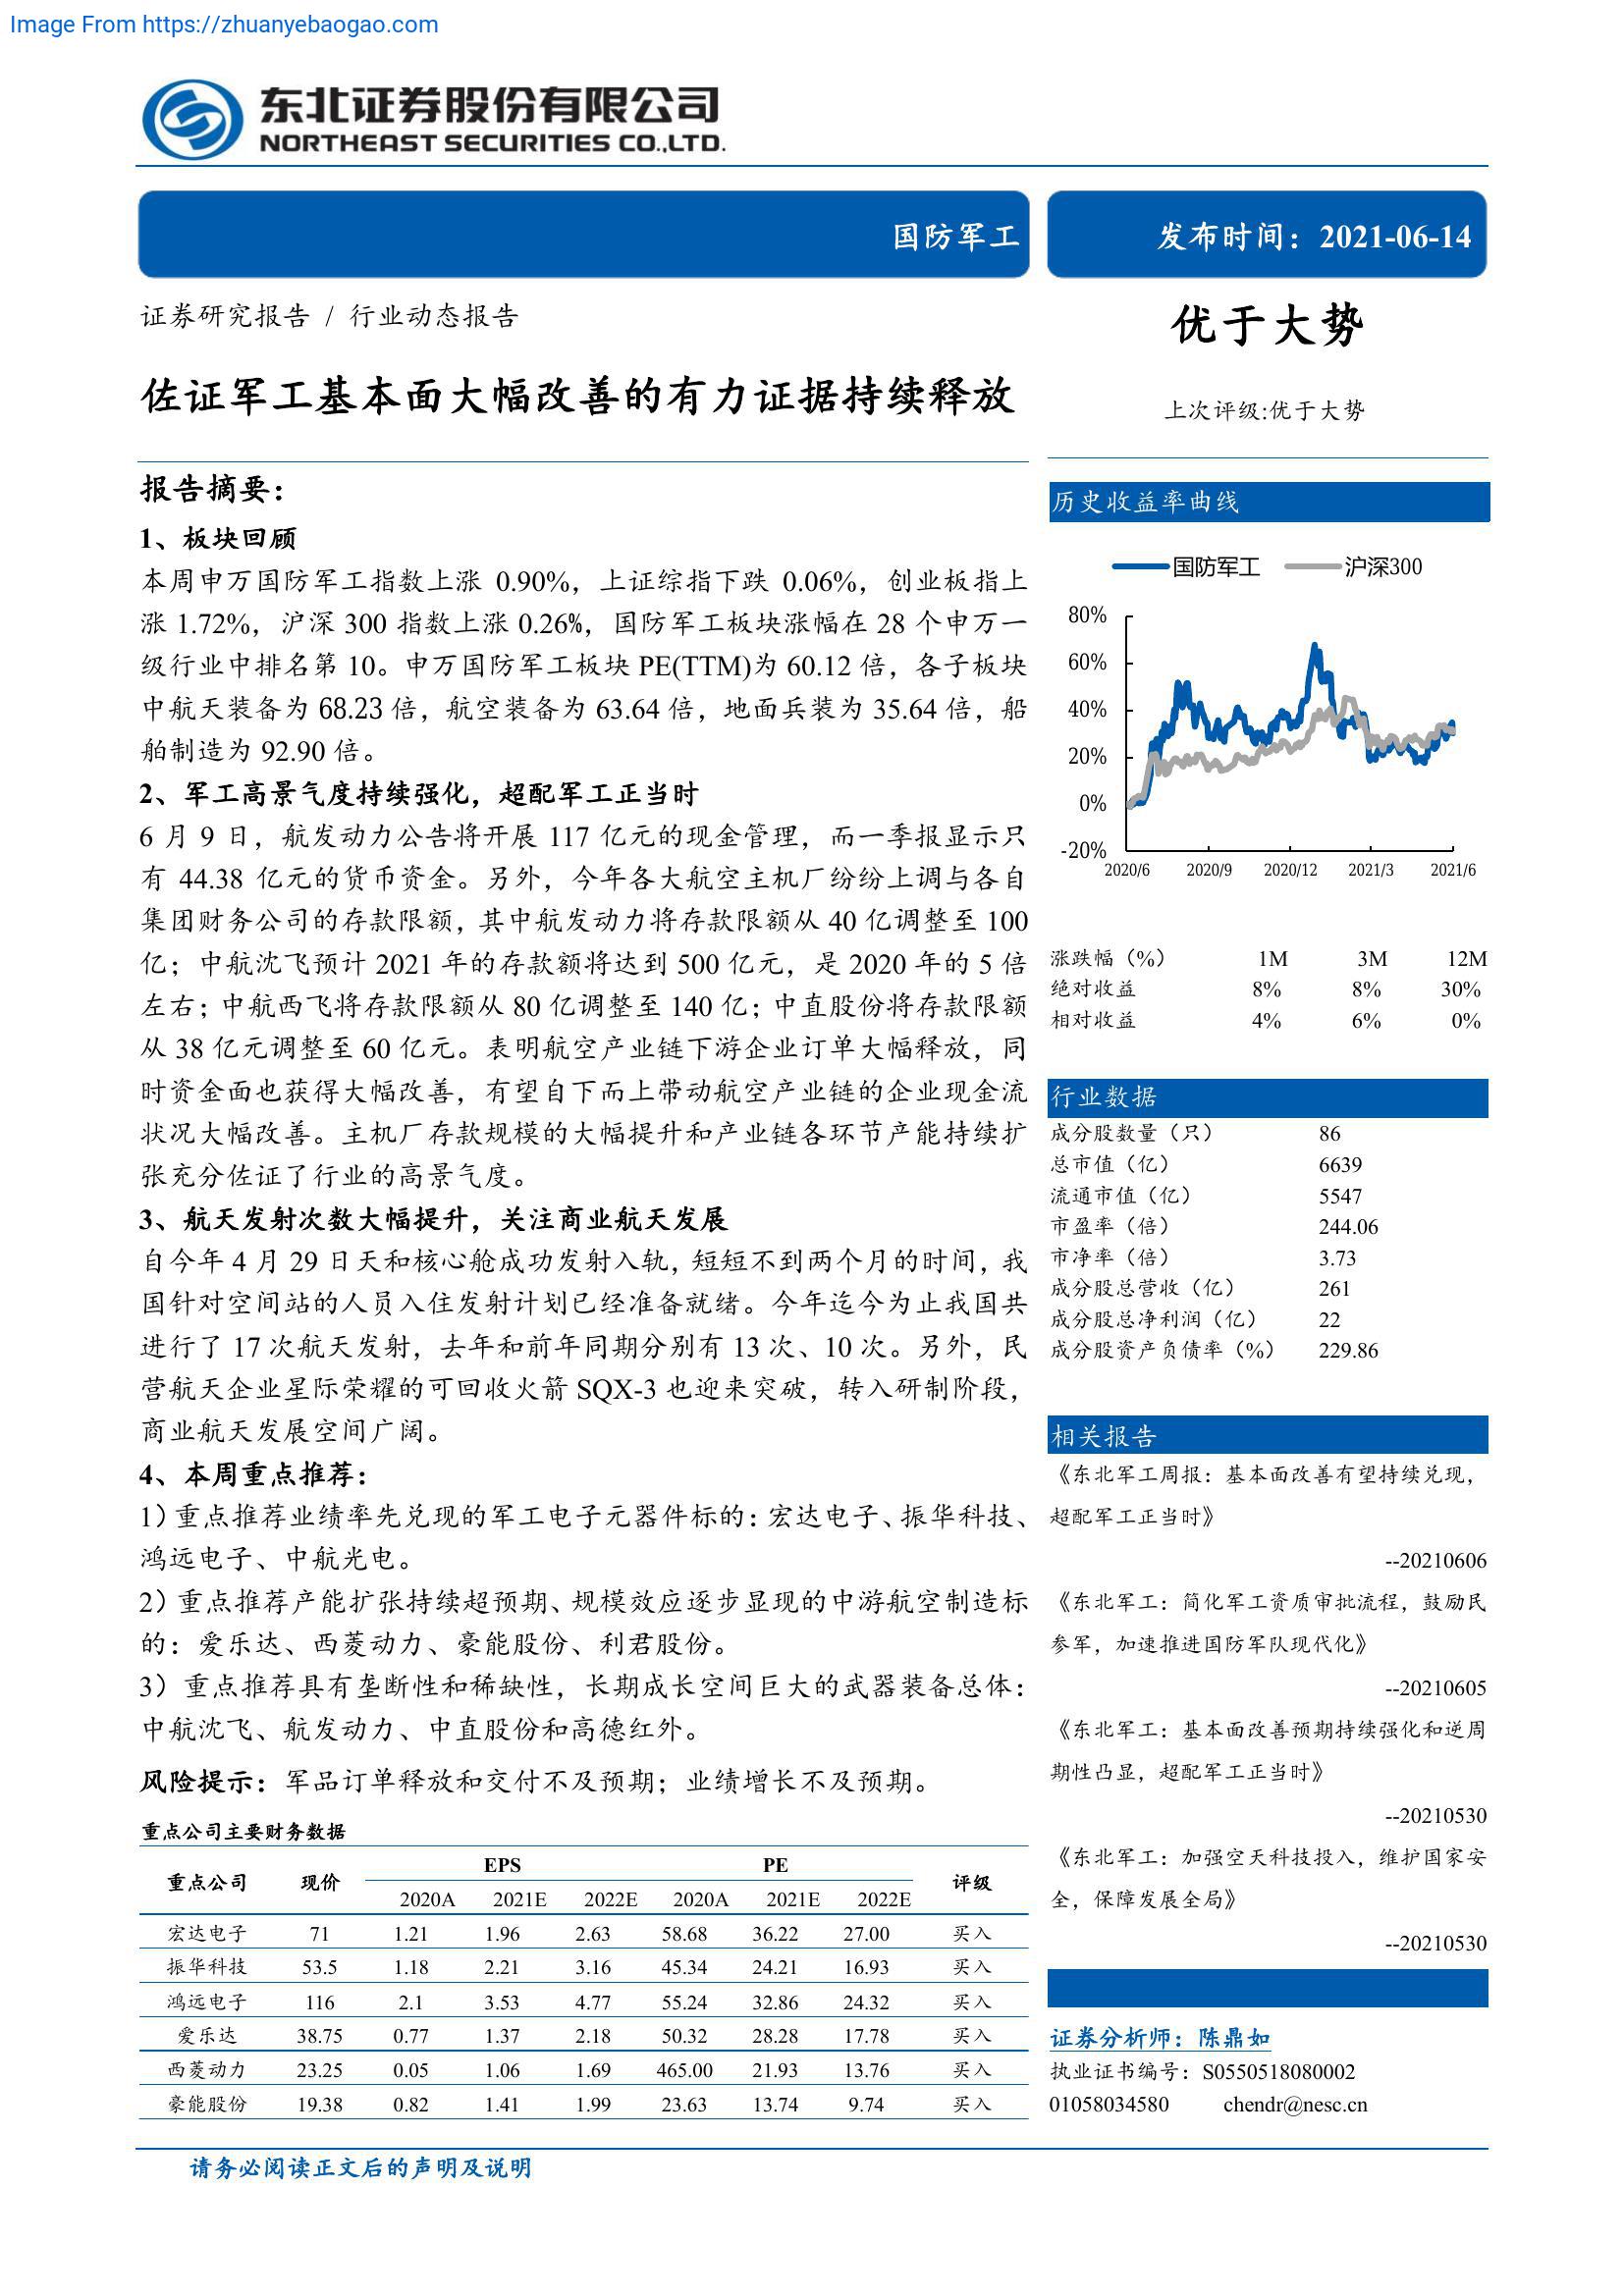 Image From https://zhuanyebaogao.com
东北证券股份有限公司
NORTHEAST SECURITIES CO.,LTD.
国防军工
发布时间：2021-06-14
证券研究报告 / 行业动态报告
优于大势
佐证军工基本面大幅改善的有力证据持续释放
上次评级:优于大势
报告摘要：
1、板块回顾
本周申万国防军工指数上涨 0.90%，上证综指下跌 0.06%，创业板指上
涨 1.72%，沪深 300 指数上涨 0.26%，国防军工板块涨幅在 28 个申万一
级行业中排名第 10。申万国防军工板块 PE(TTM)为 60.12 倍，各子板块
中航天装备为 68.23 倍，航空装备为 63.64 倍，地面兵装为 35.64 倍，船
舶制造为 92.90 倍。
2、军工高景气度持续强化，超配军工正当时
6 月 9 日，航发动力公告将开展 117 亿元的现金管理，而一季报显示只
有 44.38 亿元的货币资金。另外，今年各大航空主机厂纷纷上调与各自
集团财务公司的存款限额，其中航发动力将存款限额从 40 亿调整至 100
亿；中航沈飞预计 2021 年的存款额将达到 500 亿元，是 2020 年的 5 倍
左右；中航西飞将存款限额从 80 亿调整至 140 亿；中直股份将存款限额
从 38 亿元调整至 60 亿元。表明航空产业链下游企业订单大幅释放，同
时资金面也获得大幅改善，有望自下而上带动航空产业链的企业现金流
状况大幅改善。主机厂存款规模的大幅提升和产业链各环节产能持续扩
张充分佐证了行业的高景气度。
3、航天发射次数大幅提升，关注商业航天发展
自今年 4 月 29 日天和核心舱成功发射入轨，短短不到两个月的时间，我
国针对空间站的人员入住发射计划已经准备就绪。今年迄今为止我国共
进行了 17 次航天发射，去年和前年同期分别有 13 次、10 次。另外，民
营航天企业星际荣耀的可回收火箭 SQX-3 也迎来突破，转入研制阶段，
商业航天发展空间广阔。
4、本周重点推荐：
1）重点推荐业绩率先兑现的军工电子元器件标的：宏达电子、振华科技、
鸿远电子、中航光电。
2）重点推荐产能扩张持续超预期、规模效应逐步显现的中游航空制造标
的：爱乐达、西菱动力、豪能股份、利君股份。
3）重点推荐具有垄断性和稀缺性，长期成长空间巨大的武器装备总体：
中航沈飞、航发动力、中直股份和高德红外。
风险提示：军品订单释放和交付不及预期；业绩增长不及预期。
重点公司主要财务数据
重点公司 现价 EPS PE 评级
2020A 2021E 2022E 2020A 2021E 2022E
宏达电子 71 1.21 1.96 2.63 58.68 36.22 27.00 买入
振华科技 53.5 1.18 2.21 3.16 45.34 24.21 16.93 买入
鸿远电子 116 2.1 3.53 4.77 55.24 32.86 24.32 买入
爱乐达 38.75 0.77 1.37 2.18 50.32 28.28 17.78 买入
西菱动力 23.25 0.05 1.06 1.69 465.00 21.93 13.76 买入
豪能股份 19.38 0.82 1.41 1.99 23.63 13.74 9.74 买入
历史收益率曲线
国防军工 沪深300
80%
60%
40%
20%
0%
-20%
2020/6 2020/9 2020/12 2021/3 2021/6
涨跌幅（%） 1M 3M 12M
绝对收益 8% 8% 30%
相对收益 4% 6% 0%
行业数据
成分股数量（只） 86
总市值（亿） 6639
流通市值（亿） 5547
市盈率（倍） 244.06
市净率（倍） 3.73
成分股总营收（亿） 261
成分股总净利润（亿） 22
成分股资产负债率（%） 229.86
相关报告
《东北军工周报：基本面改善有望持续兑现，
超配军工正当时》
--20210606
《东北军工：简化军工资质审批流程，鼓励民
参军，加速推进国防军队现代化》
--20210605
《东北军工：基本面改善预期持续强化和逆周
期性凸显，超配军工正当时》
--20210530
《东北军工：加强空天科技投入，维护国家安
全，保障发展全局》
--20210530
证券分析师：陈鼎如
执业证书编号：S0550518080002
01058034580 chendr@nesc.cn
请务必阅读正文后的声明及说明